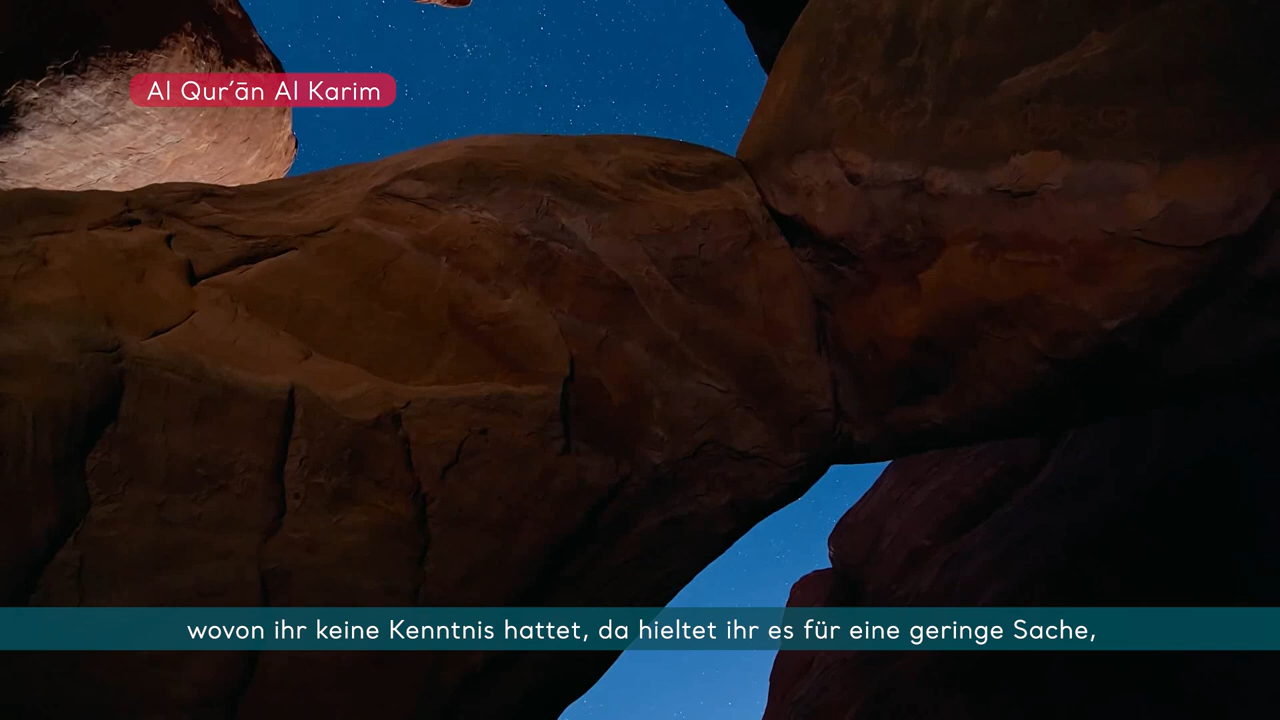 Al Qur’ān Al Karim
wovon ihr keine Kenntnis hattet, da hieltet ihr es für eine geringe Sache,